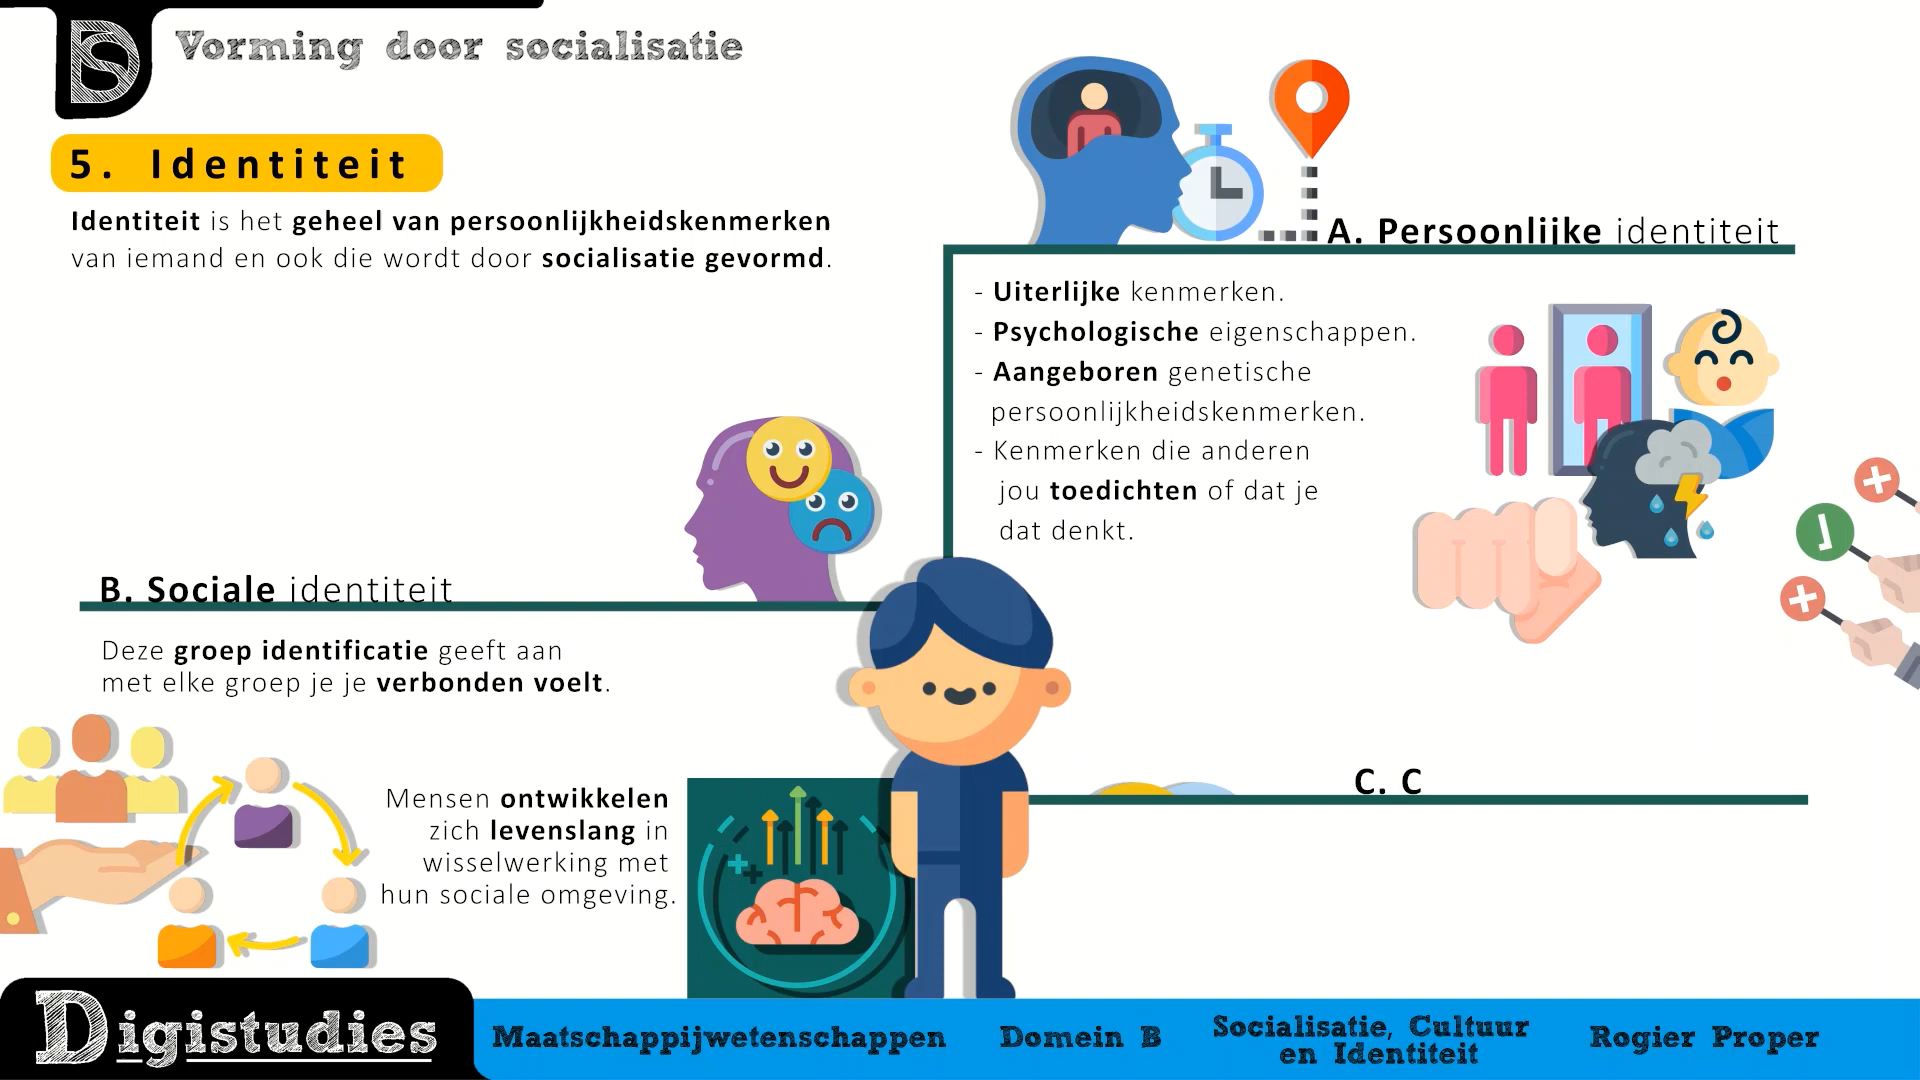 DS
Vorming door socialisatie
5. Identiteit
Identiteit is het geheel van persoonlijkheidskenmerken
van iemand en ook die wordt door socialisatie gevormd.
A. Persoonlijke identiteit
- Uiterlijke kenmerken.
- Psychologische eigenschappen.
- Aangeboren genetische
persoonlijkheidskenmerken.
- Kenmerken die anderen
jou toedichten of dat je
dat denkt.
B. Sociale identiteit
Deze groep identificatie geeft aan
met elke groep je je verbonden voelt.
Mensen ontwikkelen
zich levenslang in
wisselwerking met
hun sociale omgeving.
C. C
Digistudies
Maatschappijwetenschappen
Domein B
Socialisatie, Cultuur
en Identiteit
Rogier Proper